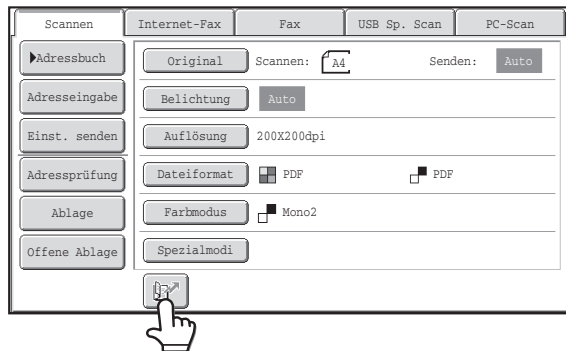 Scannen Internet-Fax Fax USB Sp. Scan PC-Scan
Adressbuch Original Scannen: A4 Senden: Auto
Adresseingabe Belichtung Auto
Einst. senden Auflösung 200X200dpi
Adressprüfung Dateiformat PDF PDF
Ablage Farbmodus Mono2
Offene Ablage Spezialmodi